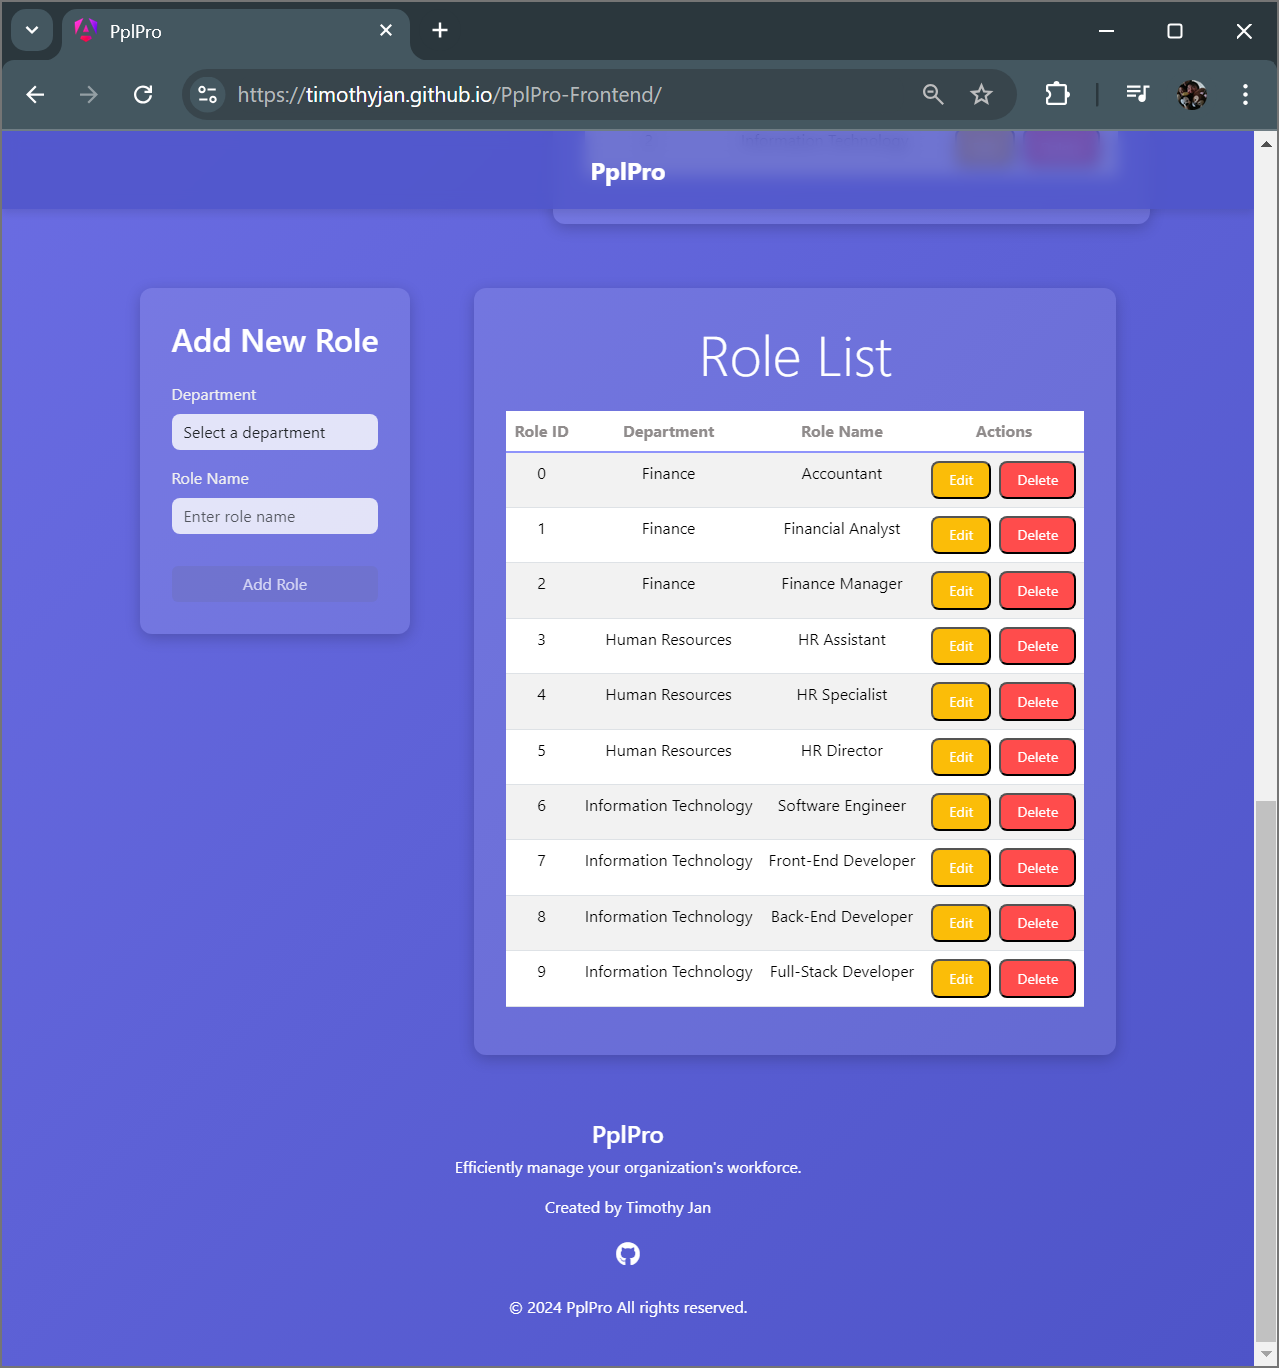 PplPro
https://timothyjan.github.io/PplPro-Frontend/
2 Information Technology
PplPro
Add New Role
Department
Select a department
Role Name
Enter role name
Add Role
Role List
Role ID Department Role Name Actions
0 Finance Accountant Edit Delete
1 Finance Financial Analyst Edit Delete
2 Finance Finance Manager Edit Delete
3 Human Resources HR Assistant Edit Delete
4 Human Resources HR Specialist Edit Delete
5 Human Resources HR Director Edit Delete
6 Information Technology Software Engineer Edit Delete
7 Information Technology Front-End Developer Edit Delete
8 Information Technology Back-End Developer Edit Delete
9 Information Technology Full-Stack Developer Edit Delete
PplPro
Efficiently manage your organization's workforce.
Created by Timothy Jan
© 2024 PplPro All rights reserved.